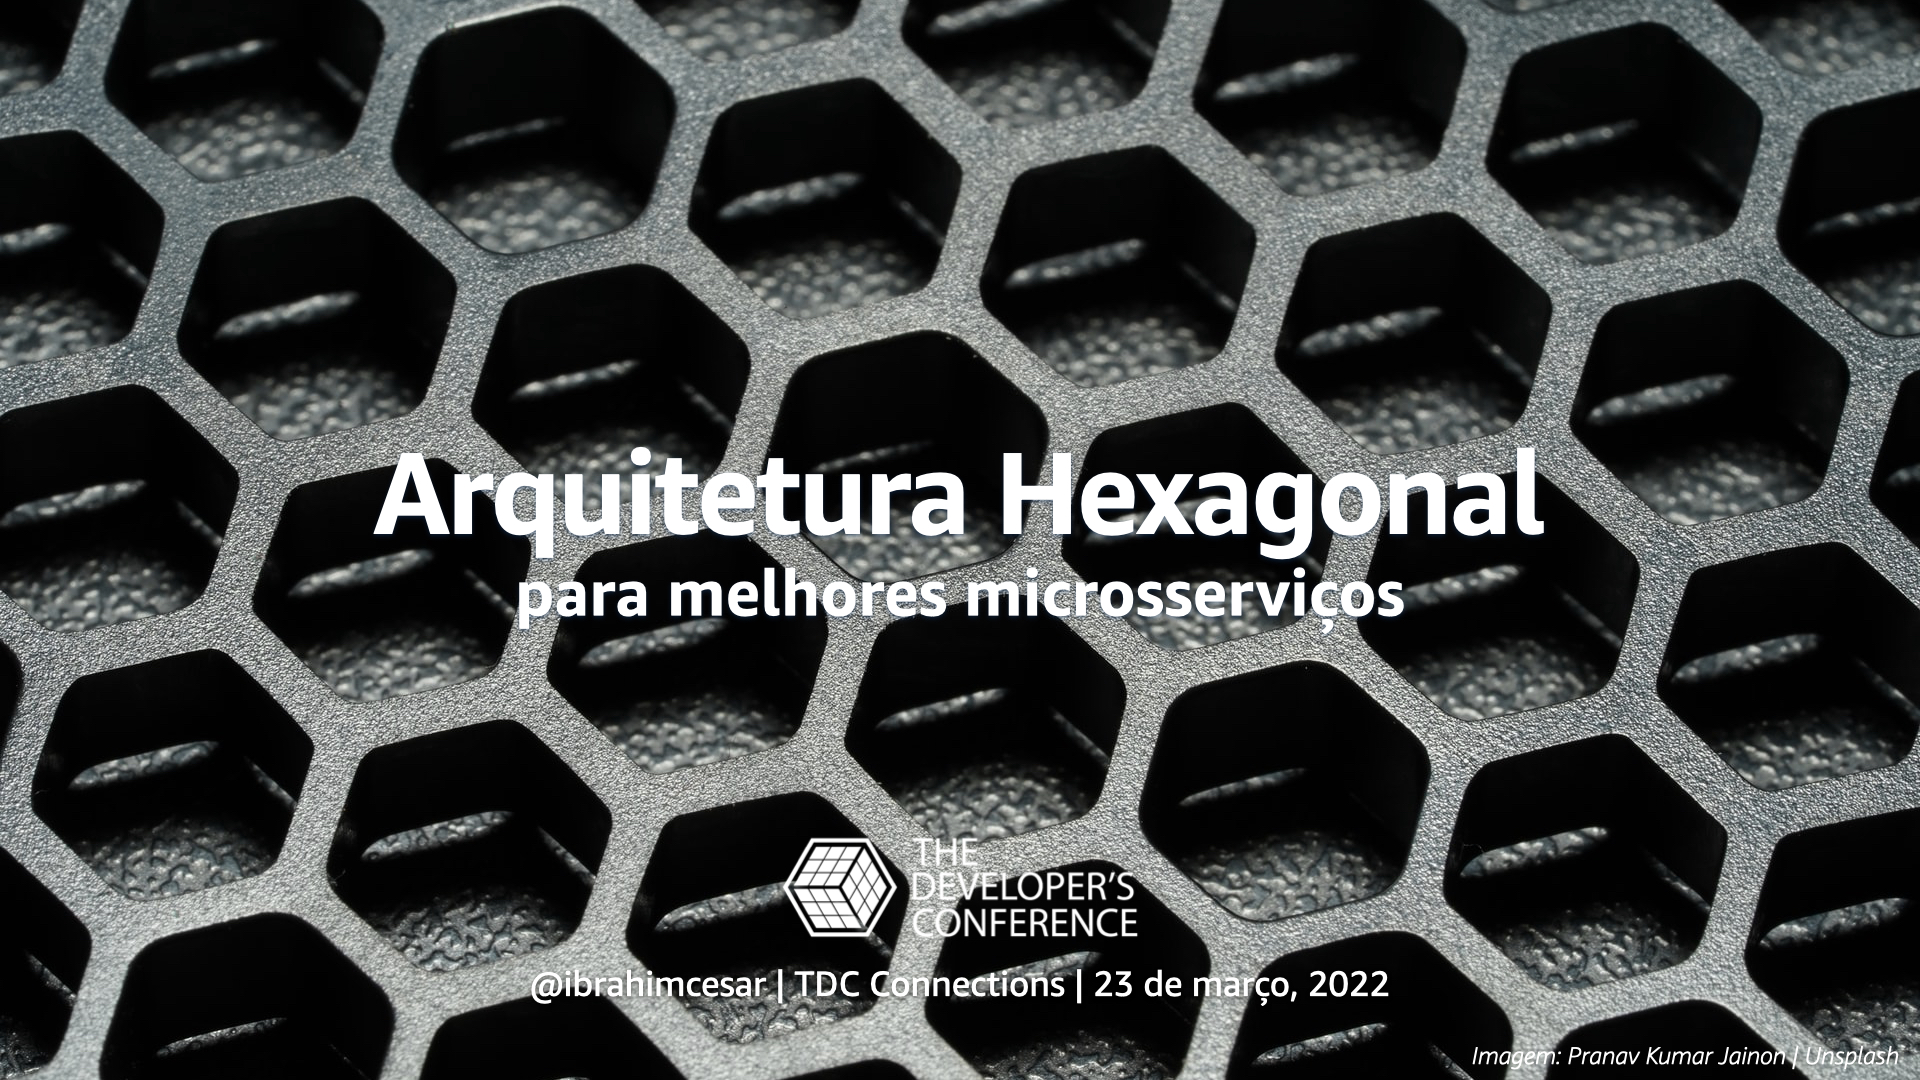 Arquitetura Hexagonal
para melhores microsserviços
THE
DEVELOPER'S
CONFERENCE
@ibrahimcesar | TDC Connections | 23 de março, 2022
Imagem: Pranav Kumar Jainon | Unsplash